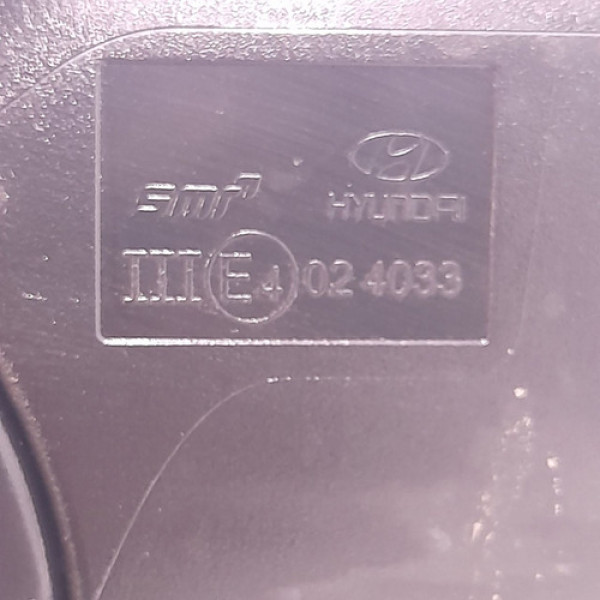 smr HYUNDAI
III E4 02 4033